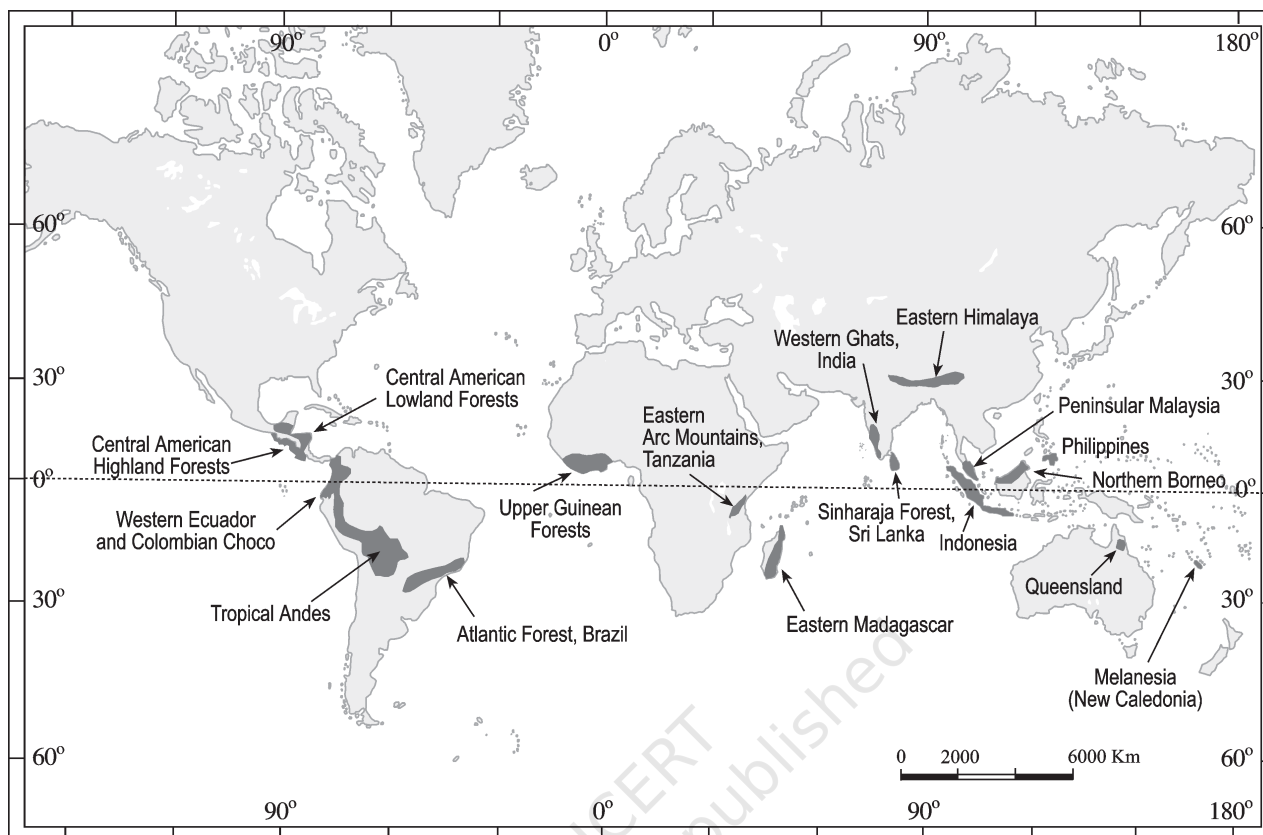 90º 0º 90º 180º
60º 60º
Eastern Himalaya
Western Ghats,
India
30º 30º
Central American
Lowland Forests
Peninsular Malaysia
Eastern
Arc Mountains,
Tanzania
Central American
Highland Forests
Philippines
Northern Borneo
0º 0º
Western Ecuador
and Colombian Choco
Upper Guinean
Forests
Sinharaja Forest,
Sri Lanka
Indonesia
Queensland
30º 30º
Tropical Andes
Atlantic Forest, Brazil
Eastern Madagascar
Melanesia
(New Caledonia)
60º 60º
0 2000 6000 Km
90º 0º 90º 180º
published